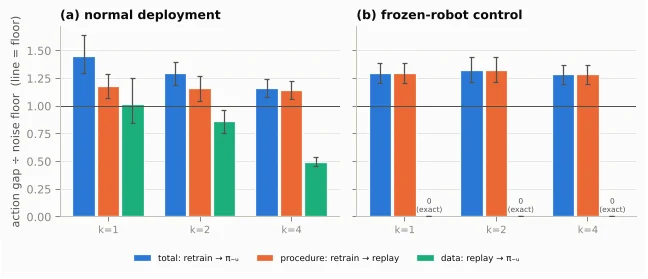 (a) normal deployment
(b) frozen-robot control
action gap ÷ noise floor (line = floor)
1.50
1.25
1.00
0.75
0.50
0.25
0.00
k=1
k=2
k=4
0
(exact)
0
(exact)
0
(exact)
k=1
k=2
k=4
total: retrain → π₋ᵤ
procedure: retrain → replay
data: replay → π₋ᵤ